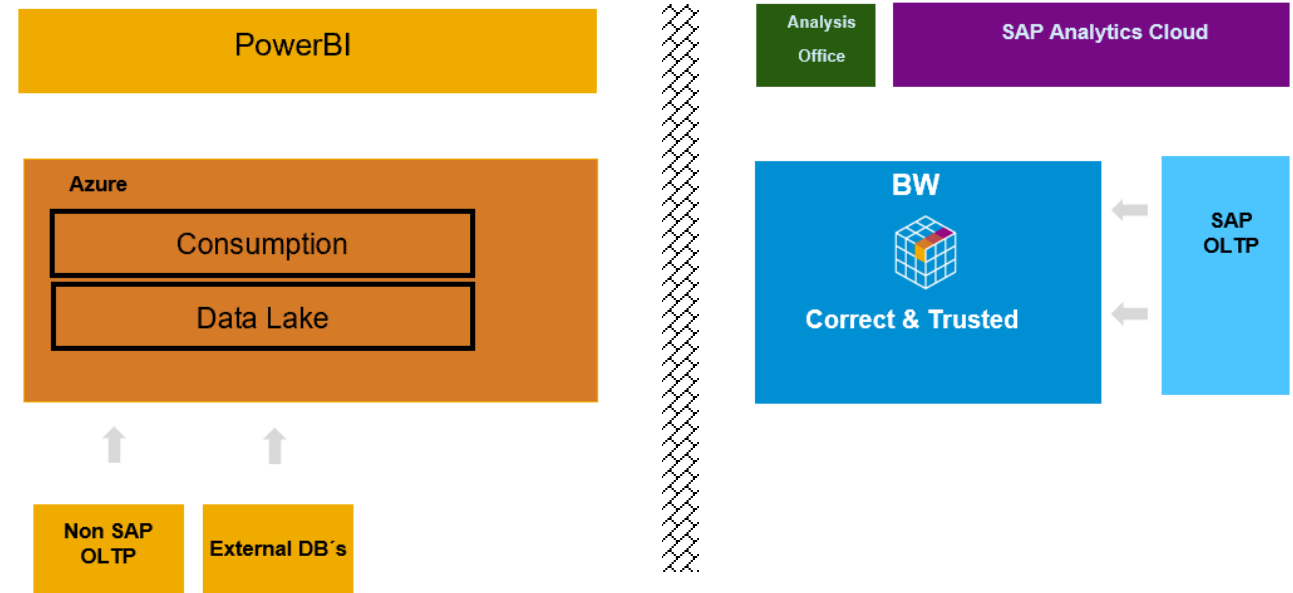 PowerBI
Azure
Consumption
Data Lake
Non SAP
OLTP
External DB´s
Analysis
Office
SAP Analytics Cloud
BW
Correct & Trusted
SAP
OLTP